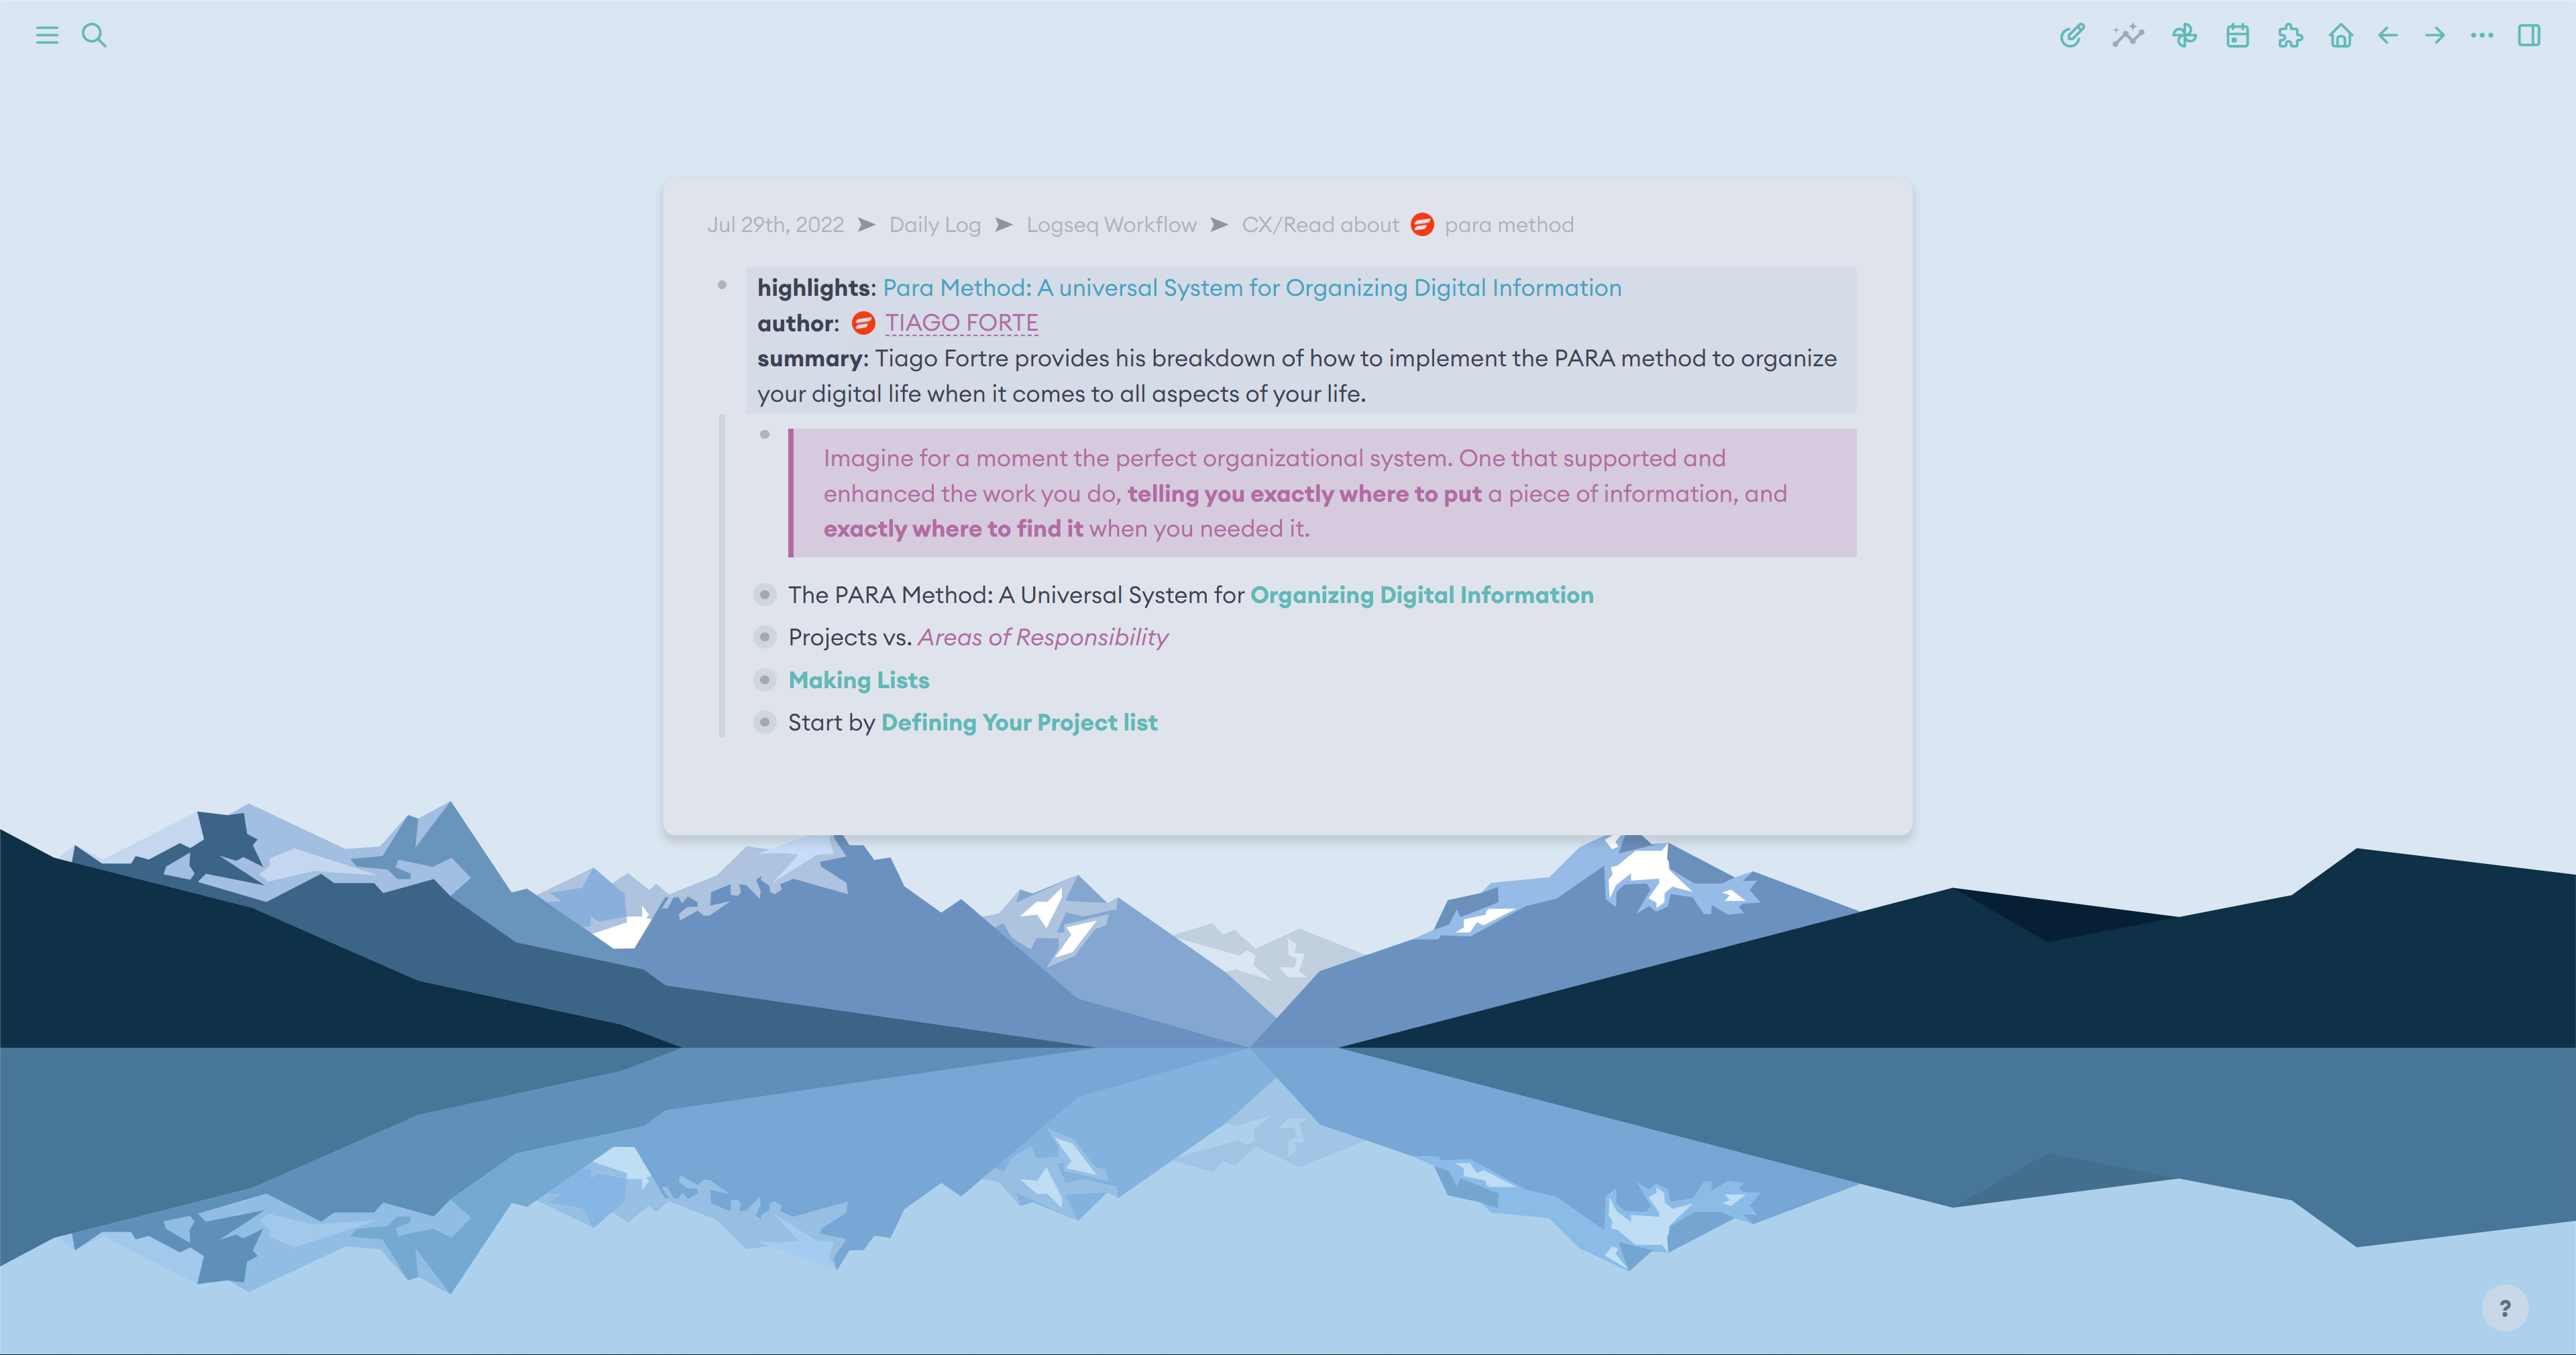 Jul 29th, 2022 ➤ Daily Log ➤ Logseq Workflow ➤ CX/Read about para method
highlights: Para Method: A universal System for Organizing Digital Information
author: TIAGO FORTE
summary: Tiago Fortre provides his breakdown of how to implement the PARA method to organize
your digital life when it comes to all aspects of your life.
Imagine for a moment the perfect organizational system. One that supported and
enhanced the work you do, telling you exactly where to put a piece of information, and
exactly where to find it when you needed it.
The PARA Method: A Universal System for Organizing Digital Information
Projects vs. Areas of Responsibility
Making Lists
Start by Defining Your Project list
?